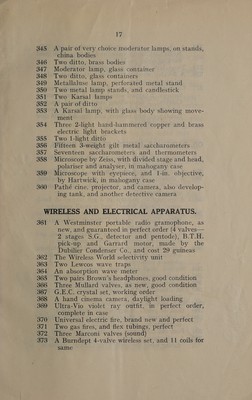 17
345 A pair of very choice moderator lamps, on stands,
china bodies
346 Two ditto, brass bodies
347 Moderator lamp, glass container
348 Two ditto, glass containers
349 Metallaluse lamp, perforated metal stand
350 Two metal lamp stands, and candlestick
351 Two Karsal lamps
352 A pair of ditto
353 A Karsal lamp, with glass body showing move-
ment
354 Three 2-light hand-hammered copper and brass
electric light brackets
355 Two 1-light ditto
356 Fifteen 3-weight gilt metal sacchatometers
357 Seventeen sacchatometers and thermometers
358 Microscope by Zeiss, with divided stage and head,
polariser and analyser, in mahogany case
359 Microscope with eyepiece, and 1-in. objective,
by Hartwick, in mahogany case
360 Pathé cine, projector, and camera, also develop-
ing tank, and another detective camera
WIRELESS AND ELECTRICAL APPARATUS.
361 A Westminster portable radio gramophone, as
new, and guaranteed in perfect order (4 valves—
2 stages S.G., detector and pentode), B.T.H.
pick-up and Garrard motor, made by the
Dubilier Condenser Co., and cost 28 guineas
362 The Wireless World selectivity unit
363 Two Lewcos wave traps
364 An absorption wave meter
365 Two pairs Brown's headphones, good condition
366 Three Mullard valves, as new, good condition
367 G.E.C. crystal set, working order
368 A hand cinema camera, daylight loading
369 Ultra-Vio violet ray outfit, in perfect order,
complete in case
370 Universal electric fire, brand new and perfect
371 Two gas fires, and flex tubings, perfect
372 Three Marconi valves (sound)
373 A Burndept 4-valve wireless set, and 11 coils for
same